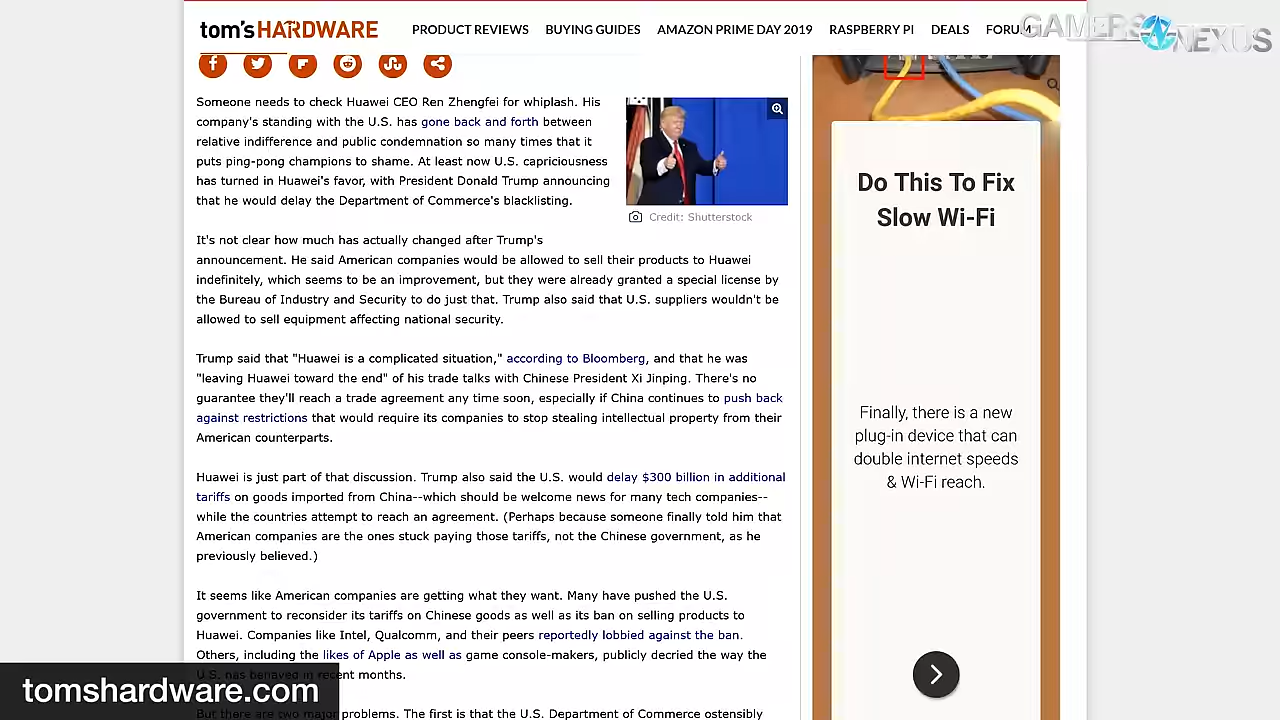 tom'sHARDWARE
PRODUCT REVIEWS BUYING GUIDES AMAZON PRIME DAY 2019 RASPBERRY PI DEALS FORUM
GAMERS NEXUS
Someone needs to check Huawei CEO Ren Zhengfei for whiplash. His
company's standing with the U.S. has gone back and forth between
relative indifference and public condemnation so many times that it
puts ping-pong champions to shame. At least now U.S. capriciousness
has turned in Huawei's favor, with President Donald Trump announcing
that he would delay the Department of Commerce's blacklisting.
Credit: Shutterstock
It's not clear how much has actually changed after Trump's
announcement. He said American companies would be allowed to sell their products to Huawei
indefinitely, which seems to be an improvement, but they were already granted a special license by
the Bureau of Industry and Security to do just that. Trump also said that U.S. suppliers wouldn't be
allowed to sell equipment affecting national security.
Trump said that "Huawei is a complicated situation," according to Bloomberg, and that he was
"leaving Huawei toward the end" of his trade talks with Chinese President Xi Jinping. There's no
guarantee they'll reach a trade agreement any time soon, especially if China continues to push back
against restrictions that would require its companies to stop stealing intellectual property from their
American counterparts.
Huawei is just part of that discussion. Trump also said the U.S. would delay $300 billion in additional
tariffs on goods imported from China--which should be welcome news for many tech companies--
while the countries attempt to reach an agreement. (Perhaps because someone finally told him that
American companies are the ones stuck paying those tariffs, not the Chinese government, as he
previously believed.)
It seems like American companies are getting what they want. Many have pushed the U.S.
government to reconsider its tariffs on Chinese goods as well as its ban on selling products to
Huawei. Companies like Intel, Qualcomm, and their peers reportedly lobbied against the ban.
Others, including the likes of Apple as well as game console-makers, publicly decried the way the
U.S. has behaved in recent months.
But there are two major problems. The first is that the U.S. Department of Commerce ostensibly
Do This To Fix
Slow Wi-Fi
Finally, there is a new
plug-in device that can
double internet speeds
& Wi-Fi reach.
tomshardware.com